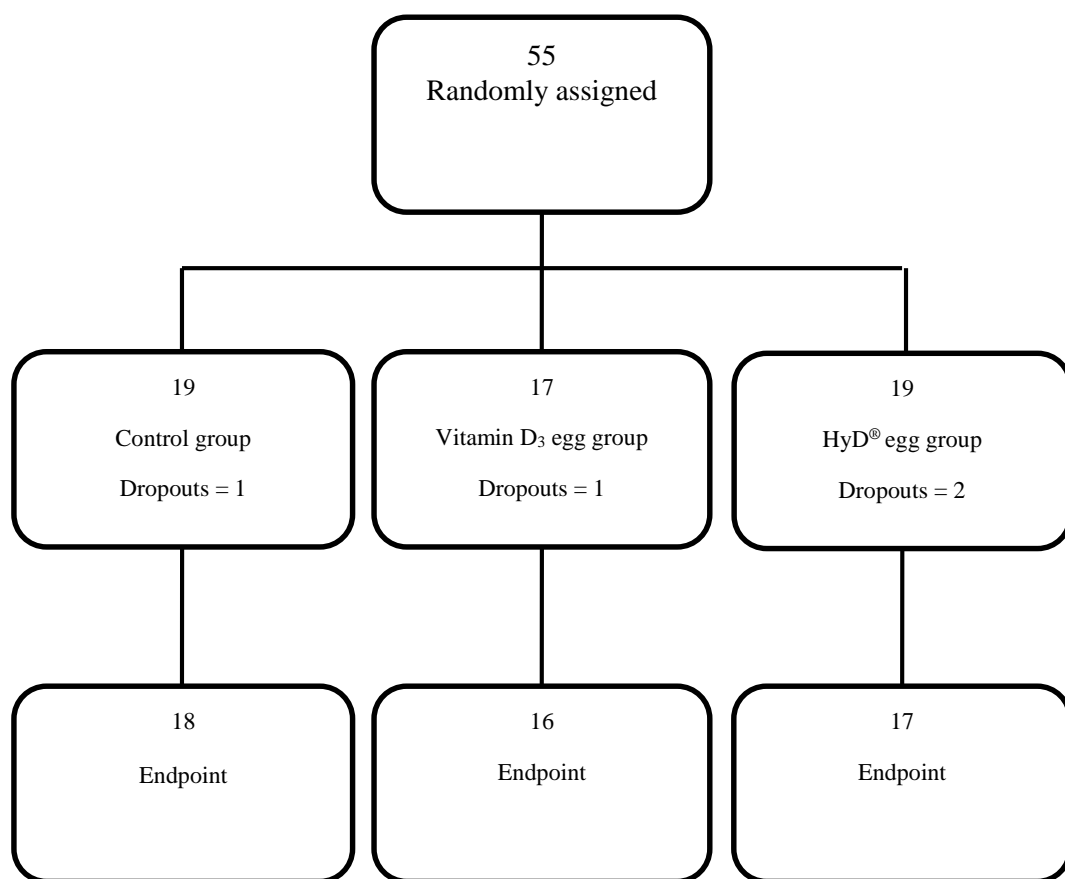 55
Randomly assigned
19
Control group
Dropouts = 1
17
Vitamin D₃ egg group
Dropouts = 1
19
HyD® egg group
Dropouts = 2
18
Endpoint
16
Endpoint
17
Endpoint